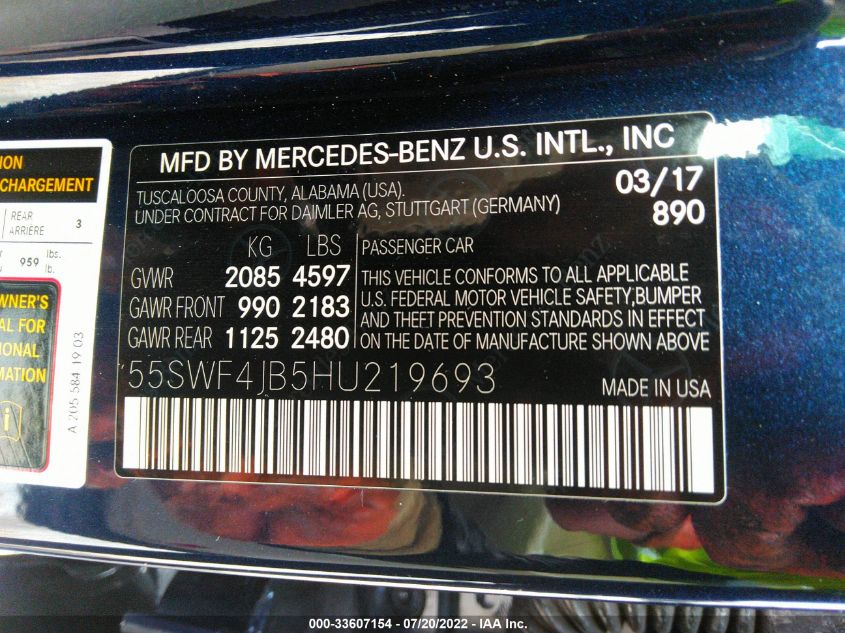 ION
CHARGEMENT
REAR
ARRIÈRE 3
959 lbs.
lb.
OWNER'S
AL FOR
IONAL
MATION
A 205 584 19 03
MFD BY MERCEDES-BENZ U.S. INTL., INC
TUSCALOOSA COUNTY, ALABAMA (USA).
UNDER CONTRACT FOR DAIMLER AG, STUTTGART (GERMANY)
03/17
890
KG LBS
GVWR 2085 4597
GAWR FRONT 990 2183
GAWR REAR 1125 2480
PASSENGER CAR
THIS VEHICLE CONFORMS TO ALL APPLICABLE
U.S. FEDERAL MOTOR VEHICLE SAFETY,BUMPER
AND THEFT PREVENTION STANDARDS IN EFFECT
ON THE DATE OF MANUFACTURE SHOWN ABOVE
55SWF4JB5HU219693
MADE IN USA
000-33607154 - 07/20/2022 - IAA Inc.